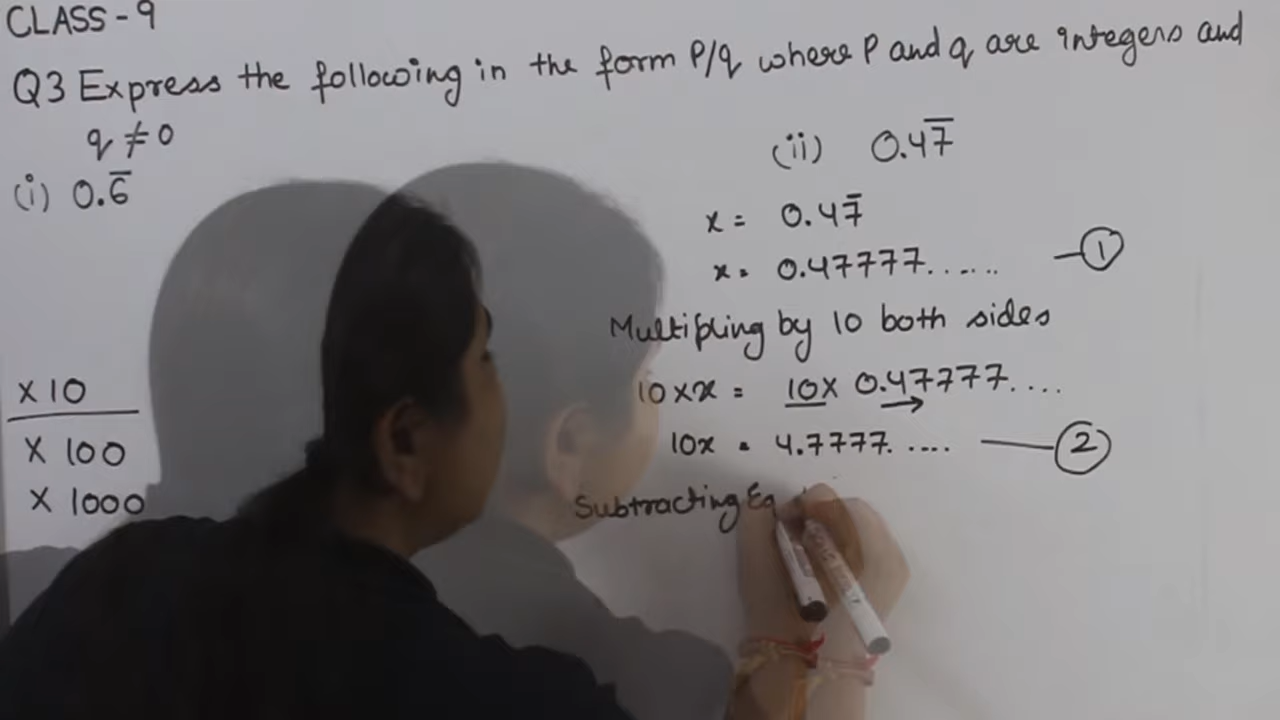 CLASS - 9
Q3 Express the following in the form P/q where P and q are integers and
q ≠ 0
(i) 0.6̅
(ii) 0.47̅
x = 0.47̅
x = 0.47777...... — ①
Multipling by 10 both sides
10 x x = 10 x 0.47777....
10x = 4.7777..... — ②
Subtracting Eq
x 10
x 100
x 1000